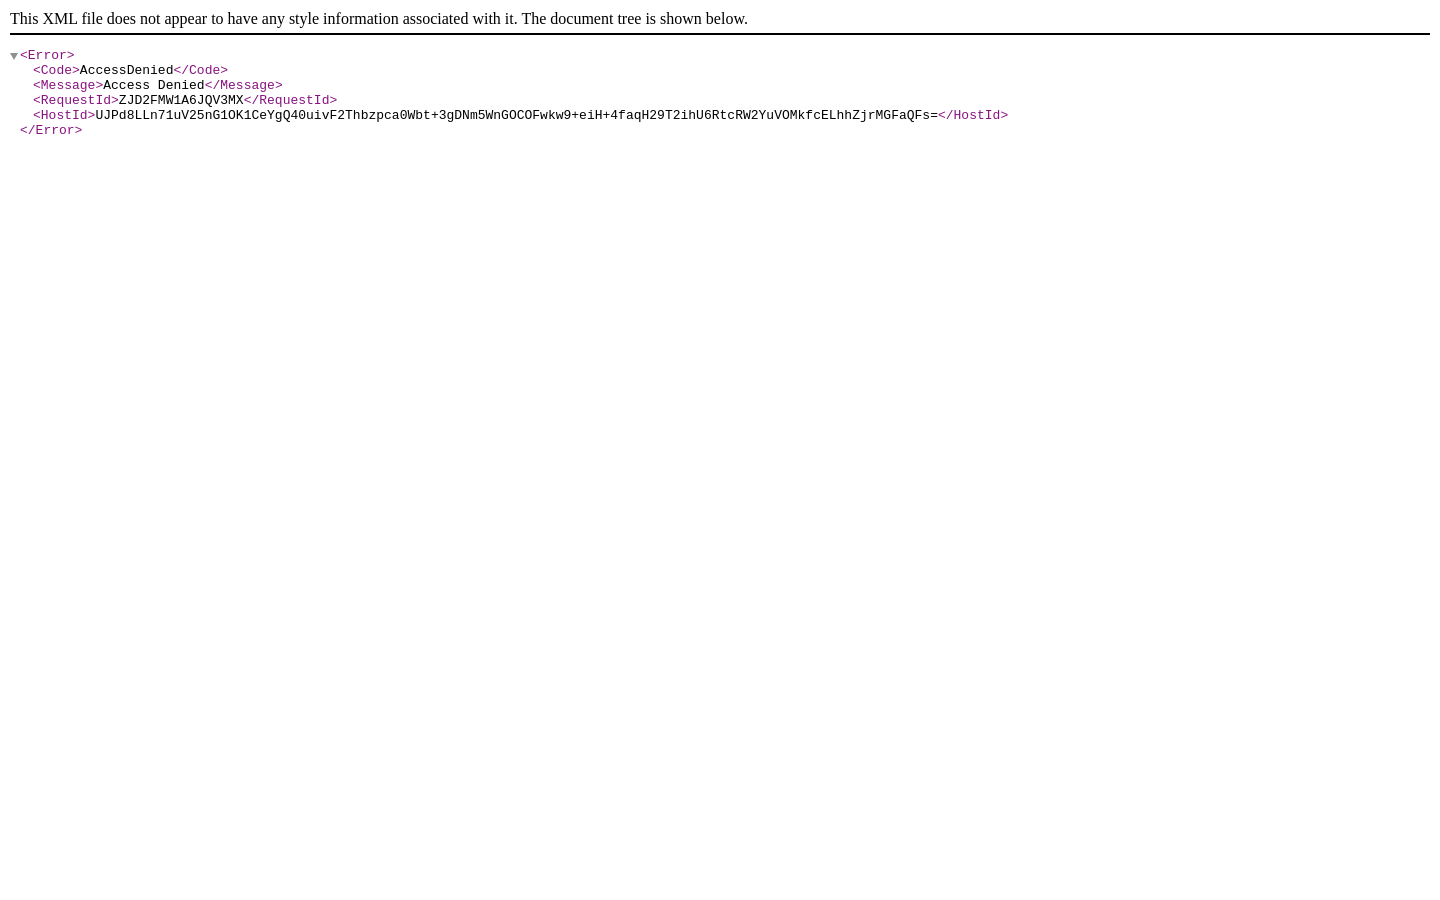 This XML file does not appear to have any style information associated with it. The document tree is shown below.
<Error>
<Code>AccessDenied</Code>
<Message>Access Denied</Message>
<RequestId>ZJD2FMW1A6JQV3MX</RequestId>
<HostId>UJPd8LLn71uV25nG1OK1CeYgQ40uivF2Thbzpca0Wbt+3gDNm5WnGOCOFwkw9+eiH+4faqH29T2ihU6RtcRW2YuVOMkfcELhhZjrMGFaQFs=</HostId>
</Error>